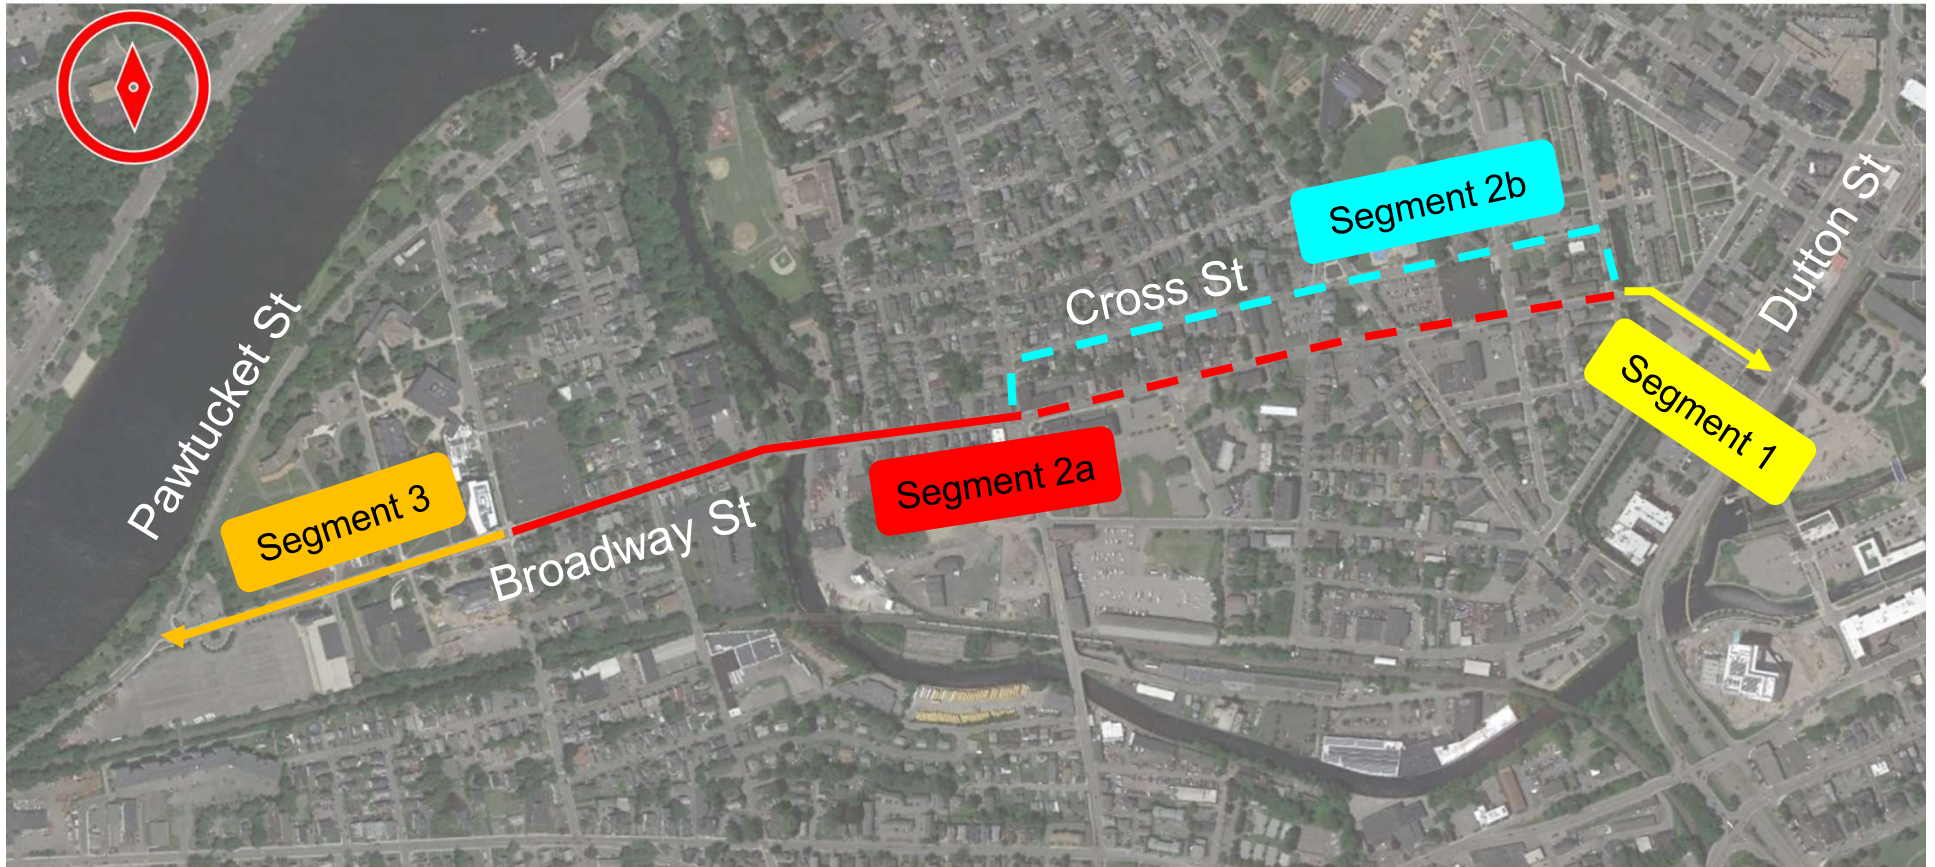 Segment 2b
Dutton St
Cross St
Pawtucket St
Segment 1
Segment 2a
Segment 3
Broadway St